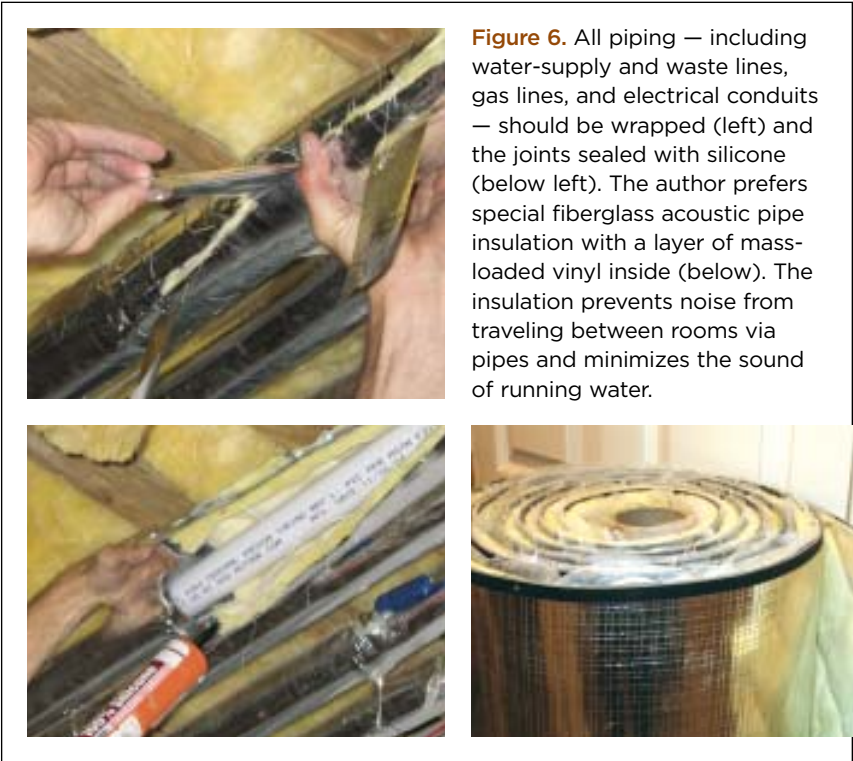 Figure 6. All piping — including
water-supply and waste lines,
gas lines, and electrical conduits
— should be wrapped (left) and
the joints sealed with silicone
(below left). The author prefers
special fiberglass acoustic pipe
insulation with a layer of mass-
loaded vinyl inside (below). The
insulation prevents noise from
traveling between rooms via
pipes and minimizes the sound
of running water.